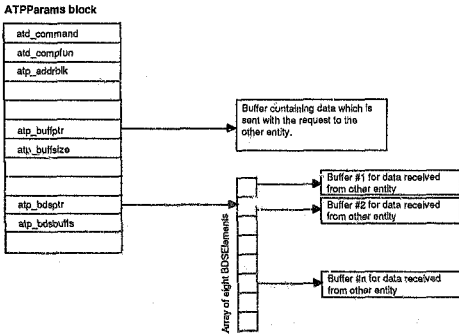 ATPParams block
atd_command
atd_compfun
atp_addrblk
atp_buffptr
atp_buffsize
atp_bdsptr
atp_bdsbuffs
Buffer containing data which is
sent with the request to the
other entity.
Array of eight BDSElements
Buffer #1 for data received
from other entity
Buffer #2 for data received
from other entity
Buffer #n for data received
from other entity